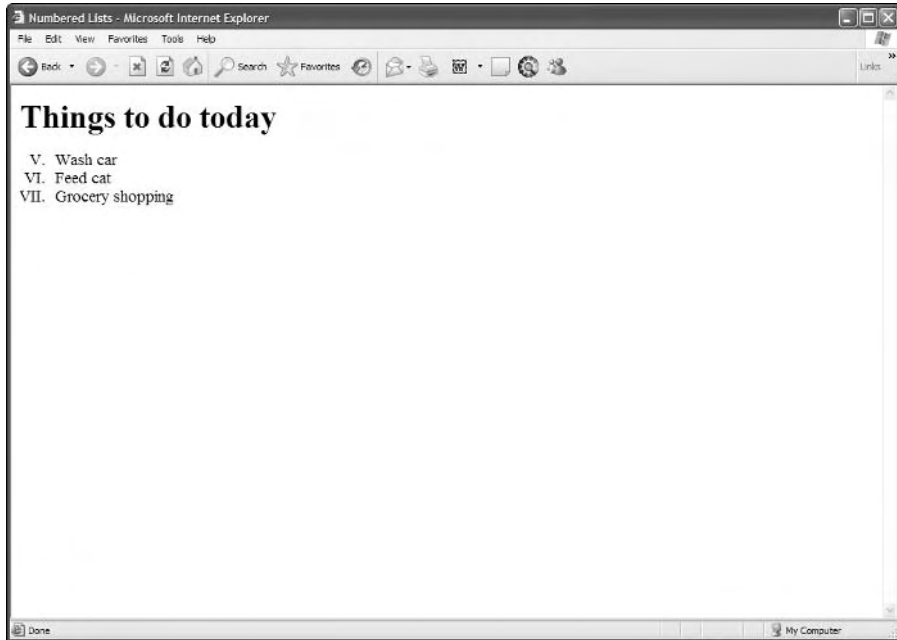 Numbered Lists - Microsoft Internet Explorer
File Edit View Favorites Tools Help
Back Search Favorites Links
Things to do today
V. Wash car
VI. Feed cat
VII. Grocery shopping
Done My Computer